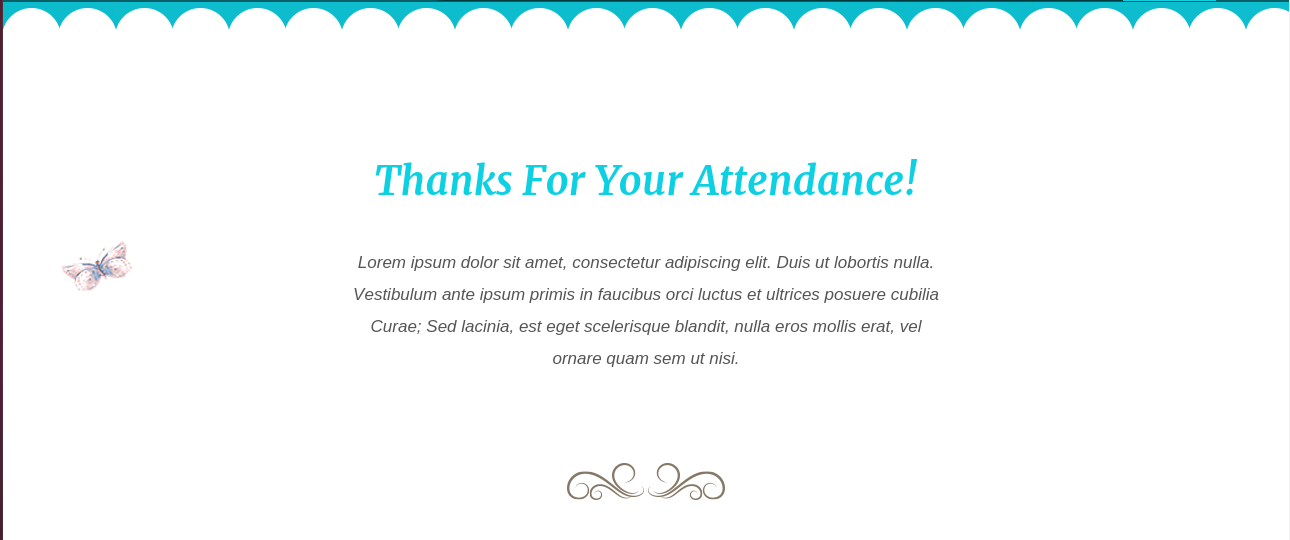 Thanks For Your Attendance!
Lorem ipsum dolor sit amet, consectetur adipiscing elit. Duis ut lobortis nulla.
Vestibulum ante ipsum primis in faucibus orci luctus et ultrices posuere cubilia
Curae; Sed lacinia, est eget scelerisque blandit, nulla eros mollis erat, vel
ornare quam sem ut nisi.